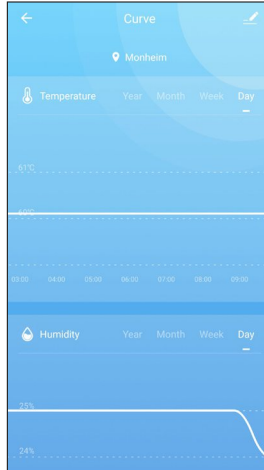 Curve
Monheim
Temperature Year Month Week Day
61°C
60°C
03:00 04:00 05:00 06:00 07:00 08:00 09:00
Humidity Year Month Week Day
25%
24%